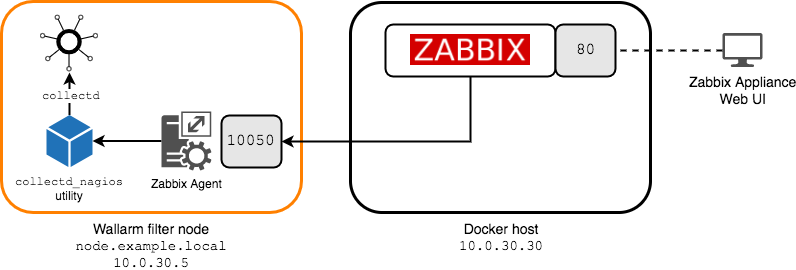 collectd
collectd_nagios
utility
Zabbix Agent
10050
Wallarm filter node
node.example.local
10.0.30.5
ZABBIX
80
Docker host
10.0.30.30
Zabbix Appliance
Web UI